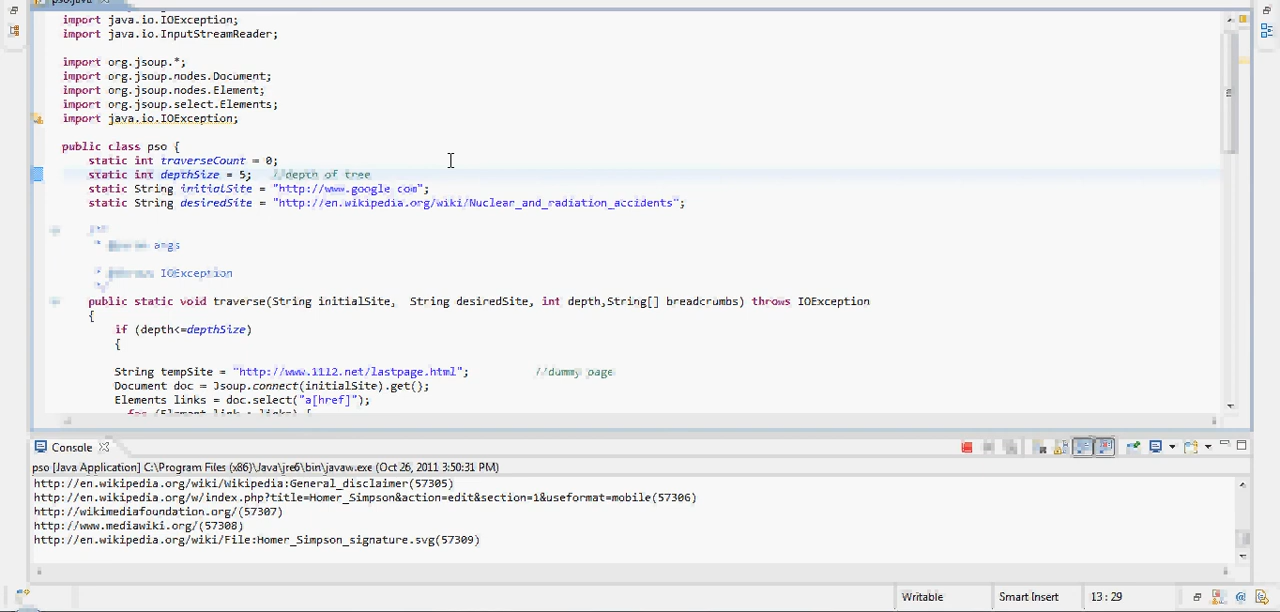 import java.io.IOException;
import java.io.InputStreamReader;
import org.jsoup.*;
import org.jsoup.nodes.Document;
import org.jsoup.nodes.Element;
import org.jsoup.select.Elements;
import java.io.IOException;
public class pso {
static int traverseCount = 0;
static int depthSize = 5; //depth of tree
static String initialSite = "http://www.google com";
static String desiredSite = "http://en.wikipedia.org/wiki/Nuclear_and_radiation_accidents";
* args
* IOException
public static void traverse(String initialSite, String desiredSite, int depth,String[] breadcrumbs) throws IOException
{
if (depth<=depthSize)
{
String tempSite = "http://www.1112.net/lastpage.html"; //dummy page
Document doc = Jsoup.connect(initialSite).get();
Elements links = doc.select("a[href]");
Console
pso [Java Application] C:\Program Files (x86)\Java\jre6\bin\javaw.exe (Oct 26, 2011 3:50:31 PM)
http://en.wikipedia.org/wiki/Wikipedia:General_disclaimer(57305)
http://en.wikipedia.org/w/index.php?title=Homer_Simpson&action=edit&section=1&useformat=mobile(57306)
http://wikimediafoundation.org/(57307)
http://www.mediawiki.org/(57308)
http://en.wikipedia.org/wiki/File:Homer_Simpson_signature.svg(57309)
Writable Smart Insert 13 : 29